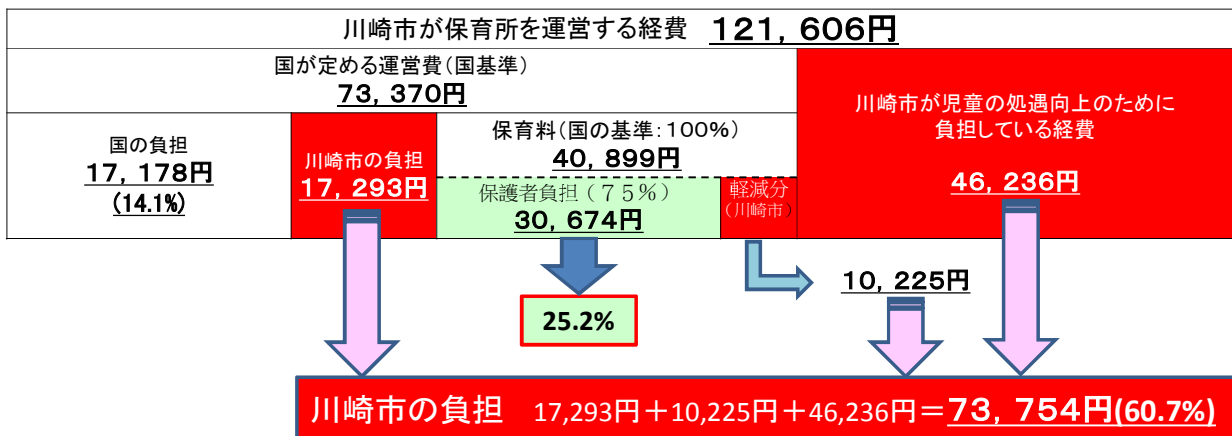 川崎市が保育所を運営する経費 121,606円
国が定める運営費(国基準)
73,370円
川崎市が児童の処遇向上のために
負担している経費
46,236円
国の負担
17,178円
(14.1%)
川崎市の負担
17,293円
保育料(国の基準:100%)
40,899円
保護者負担(75%)
30,674円
軽減分
(川崎市)
10,225円
25.2%
川崎市の負担 17,293円+10,225円+46,236円=73,754円(60.7%)